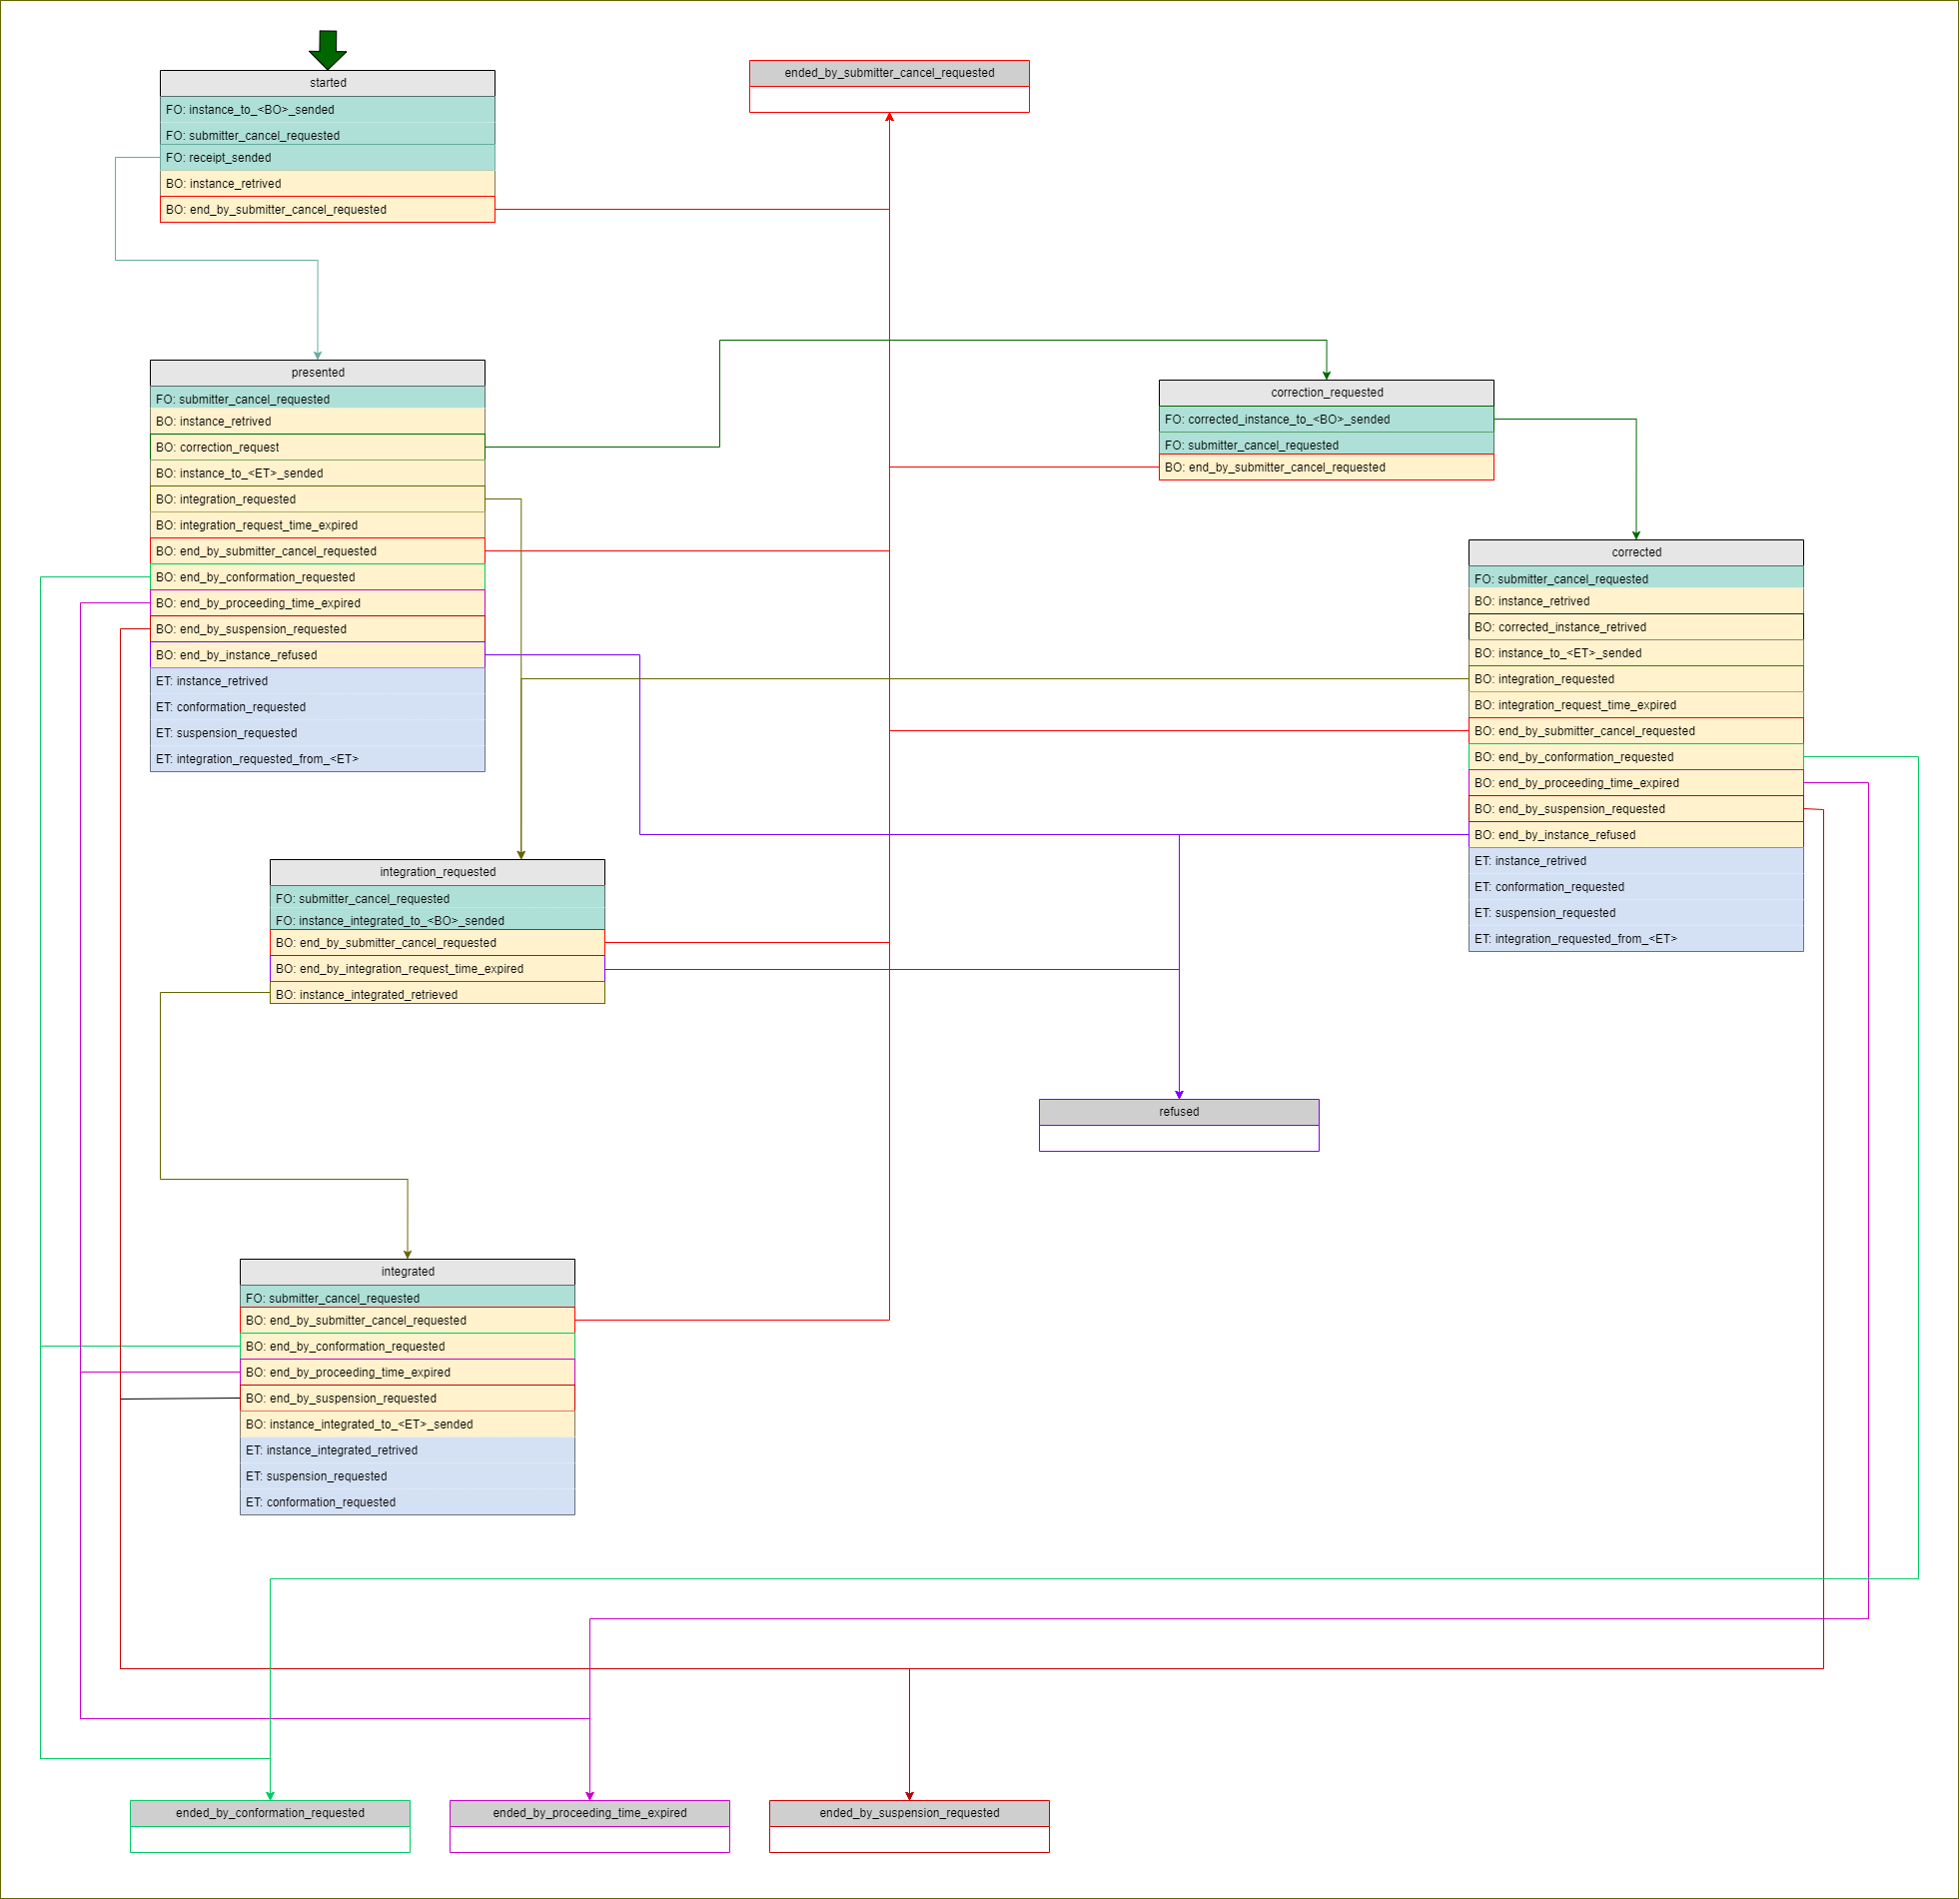 started
FO: instance_to_<BO>_sended
FO: submitter_cancel_requested
FO: receipt_sended
BO: instance_retrived
BO: end_by_submitter_cancel_requested
ended_by_submitter_cancel_requested
presented
FO: submitter_cancel_requested
BO: instance_retrived
BO: correction_request
BO: instance_to_<ET>_sended
BO: integration_requested
BO: integration_request_time_expired
BO: end_by_submitter_cancel_requested
BO: end_by_conformation_requested
BO: end_by_proceeding_time_expired
BO: end_by_suspension_requested
BO: end_by_instance_refused
ET: instance_retrived
ET: conformation_requested
ET: suspension_requested
ET: integration_requested_from_<ET>
correction_requested
FO: corrected_instance_to_<BO>_sended
FO: submitter_cancel_requested
BO: end_by_submitter_cancel_requested
corrected
FO: submitter_cancel_requested
BO: instance_retrived
BO: corrected_instance_retrived
BO: instance_to_<ET>_sended
BO: integration_requested
BO: integration_request_time_expired
BO: end_by_submitter_cancel_requested
BO: end_by_conformation_requested
BO: end_by_proceeding_time_expired
BO: end_by_suspension_requested
BO: end_by_instance_refused
ET: instance_retrived
ET: conformation_requested
ET: suspension_requested
ET: integration_requested_from_<ET>
integration_requested
FO: submitter_cancel_requested
FO: instance_integrated_to_<BO>_sended
BO: end_by_submitter_cancel_requested
BO: end_by_integration_request_time_expired
BO: instance_integrated_retrieved
refused
integrated
FO: submitter_cancel_requested
BO: end_by_submitter_cancel_requested
BO: end_by_conformation_requested
BO: end_by_proceeding_time_expired
BO: end_by_suspension_requested
BO: instance_integrated_to_<ET>_sended
ET: instance_integrated_retrived
ET: suspension_requested
ET: conformation_requested
ended_by_conformation_requested
ended_by_proceeding_time_expired
ended_by_suspension_requested